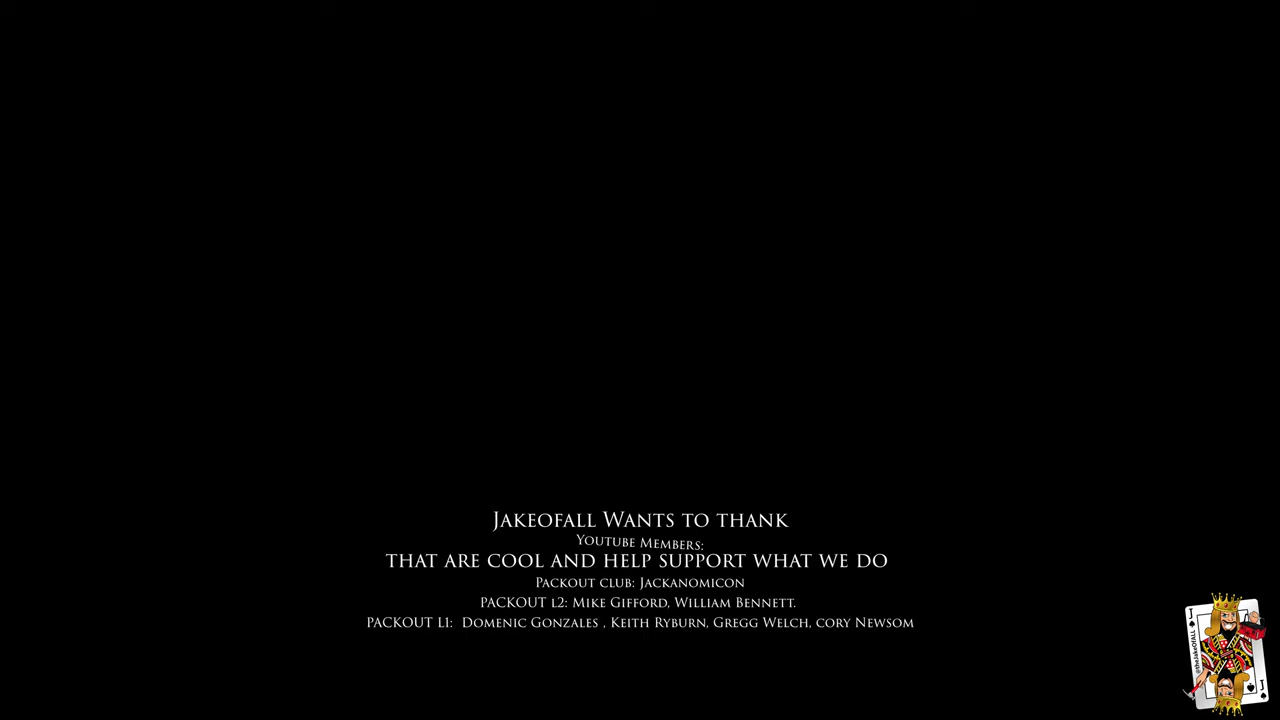 Jakeofall Wants to thank
Youtube Members:
that are cool and help support what we do
Packout club: Jackanomicon
PACKOUT l2: Mike Gifford, William Bennett.
PACKOUT L1: Domenic Gonzales , Keith Ryburn, Gregg Welch, cory Newsom
J
@theJakeOfALL
J